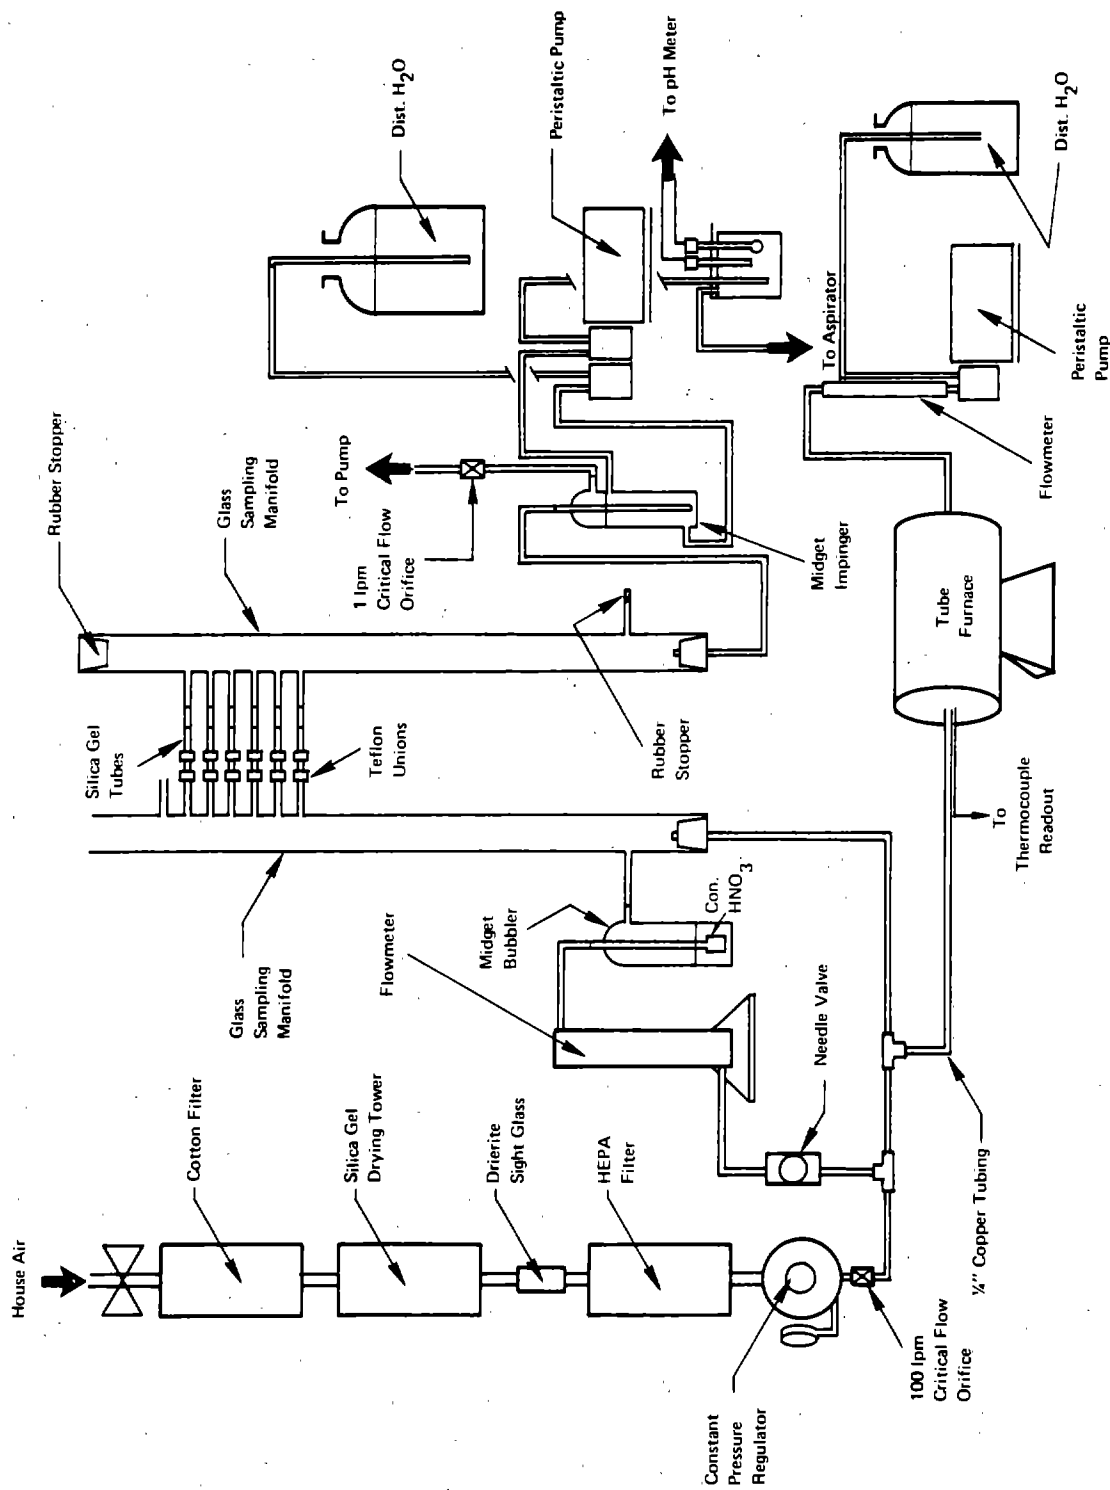 House Air
Cotton Filter
Silica Gel
Drying Tower
Drierite
Sight Glass
HEPA
Filter
Constant
Pressure
Regulator
100 lpm
Critical Flow
Orifice
¼" Copper Tubing
Needle Valve
Flowmeter
Midget
Bubbler
Con.
HNO3
Glass
Sampling
Manifold
Silica Gel
Tubes
Teflon
Unions
Rubber
Stopper
Rubber Stopper
Glass
Sampling
Manifold
To Pump
1 lpm
Critical Flow
Orifice
Midget
Impinger
Dist. H2O
Peristaltic Pump
To pH Meter
To Aspirator
To
Thermocouple
Readout
Tube
Furnace
Flowmeter
Peristaltic
Pump
Dist. H2O